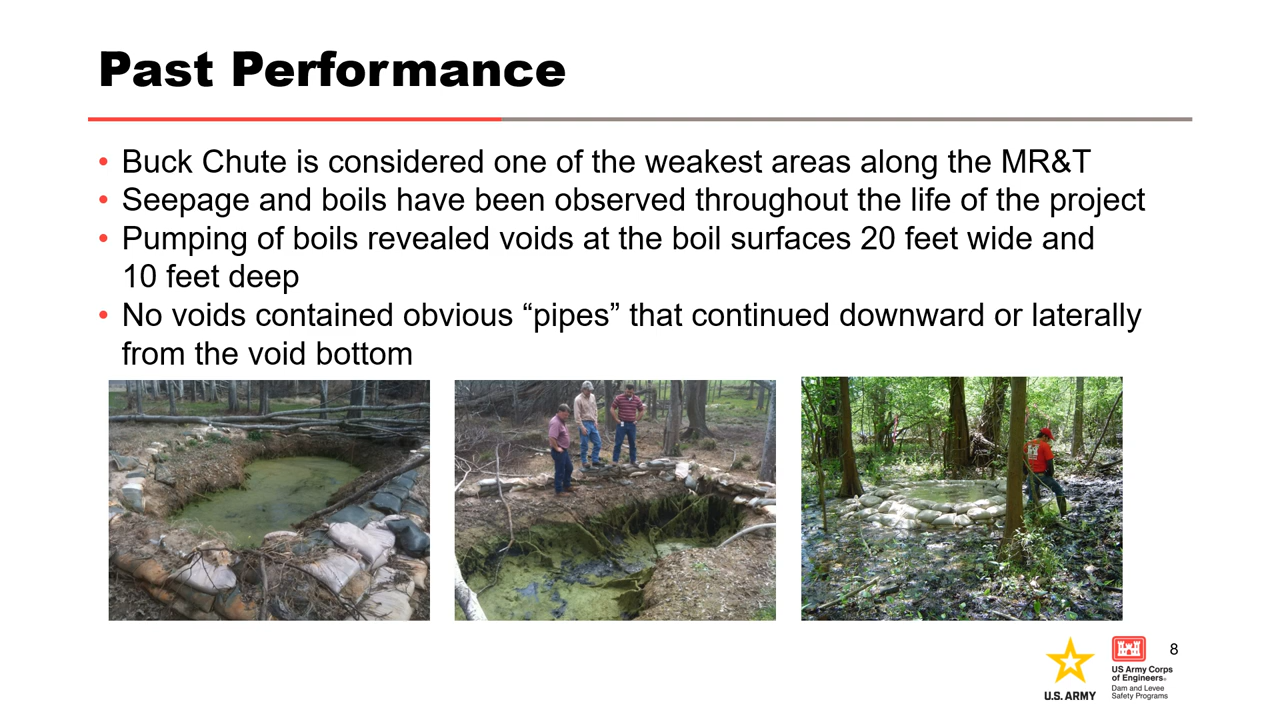 Past Performance
• Buck Chute is considered one of the weakest areas along the MR&T
• Seepage and boils have been observed throughout the life of the project
• Pumping of boils revealed voids at the boil surfaces 20 feet wide and
10 feet deep
• No voids contained obvious “pipes” that continued downward or laterally
from the void bottom
8
U.S. ARMY
US Army Corps
of Engineers®
Dam and Levee
Safety Programs